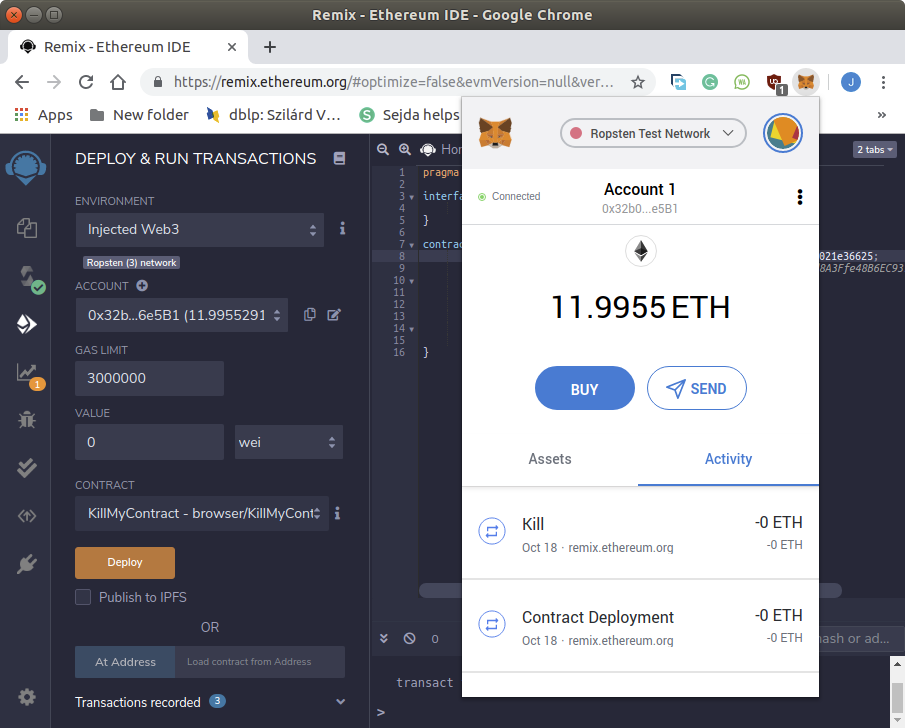 Remix - Ethereum IDE - Google Chrome
Remix - Ethereum IDE
https://remix.ethereum.org/#optimize=false&evmVersion=null&ver...
1
J
Apps New folder dblp: Szilárd V... Sejda helps
DEPLOY & RUN TRANSACTIONS
ENVIRONMENT
Injected Web3
Ropsten (3) network
ACCOUNT
0x32b...6e5B1 (11.9955291
GAS LIMIT
3000000
VALUE
0 wei
CONTRACT
KillMyContract - browser/KillMyCont
Deploy
Publish to IPFS
OR
At Address Load contract from Address
Transactions recorded 3
1
Hom
2 tabs
1 pragma
2
3 interfa
4
5 }
6
7 contrac
8 021e36625;
9 8A3Ffe48B6EC93
10
11
12
13
14
15
16 }
0
hash or ad...
transact
>
Ropsten Test Network
Connected
Account 1
0x32b0...e5B1
11.9955 ETH
BUY
SEND
Assets
Activity
Kill -0 ETH
Oct 18 · remix.ethereum.org -0 ETH
Contract Deployment -0 ETH
Oct 18 · remix.ethereum.org -0 ETH